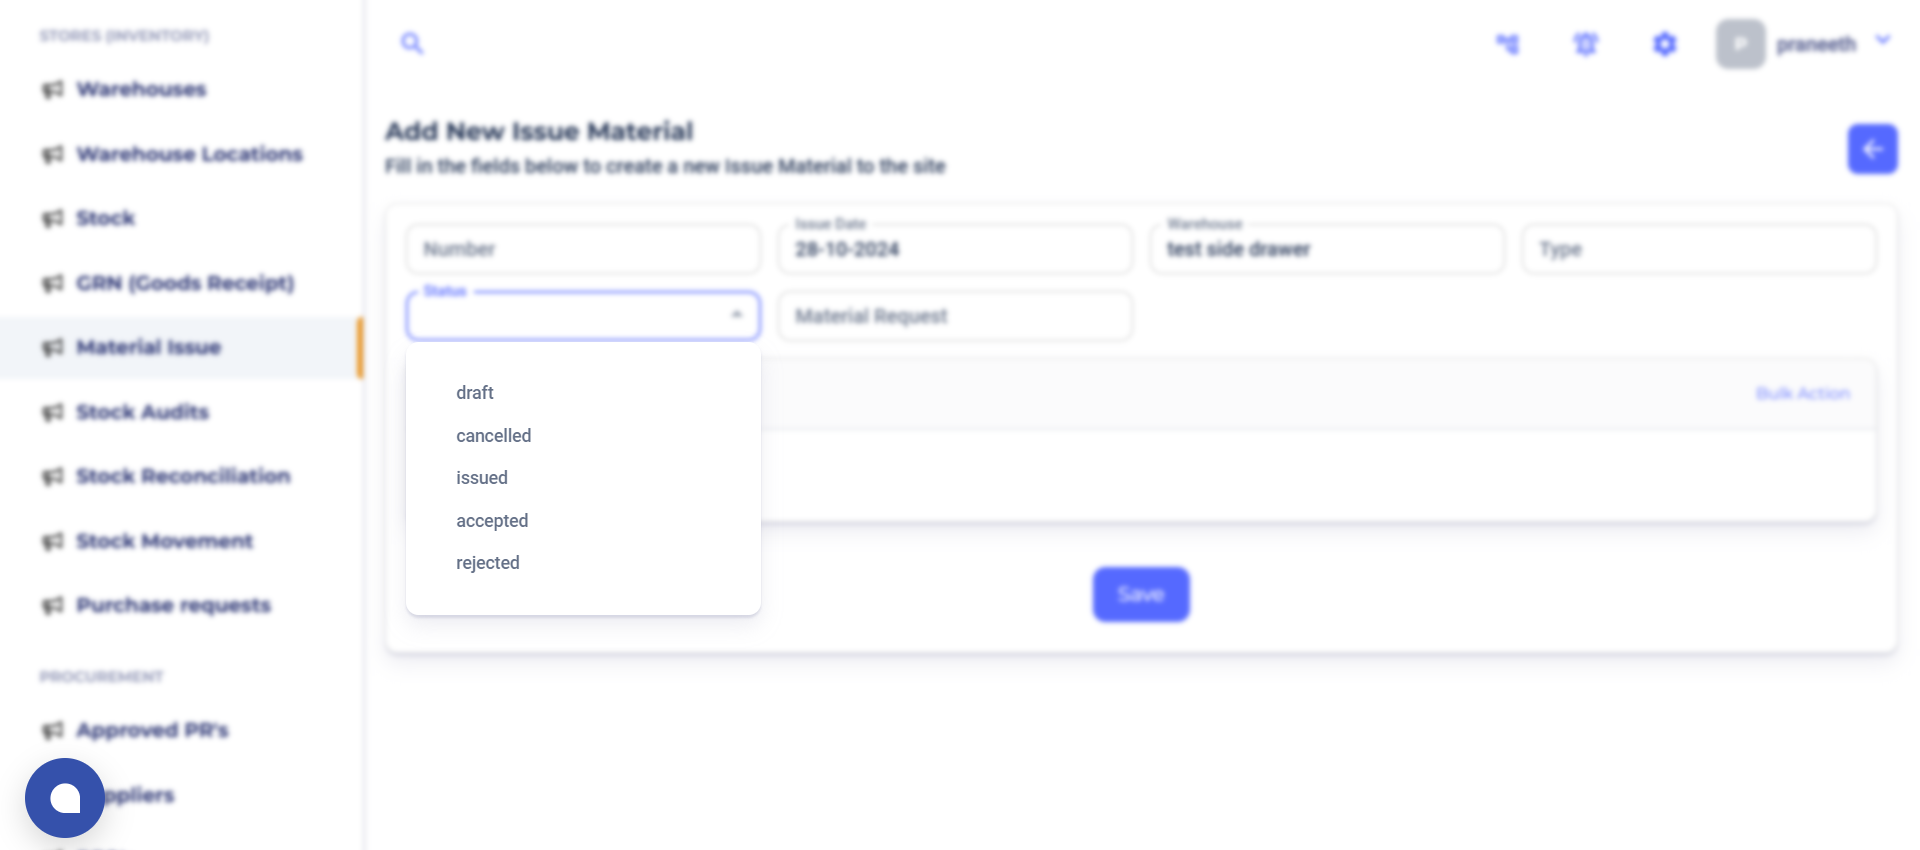 STORES (INVENTORY)
Warehouses
Warehouse Locations
Stock
GRN (Goods Receipt)
Material Issue
Stock Audits
Stock Reconciliation
Stock Movement
Purchase requests
PROCUREMENT
Approved PR's
ppliers
P
praneeth
Add New Issue Material
Fill in the fields below to create a new Issue Material to the site
Number
Issue Date
28-10-2024
Warehouse
test side drawer
Type
Status
Material Request
draft
cancelled
issued
accepted
rejected
Bulk Action
Save